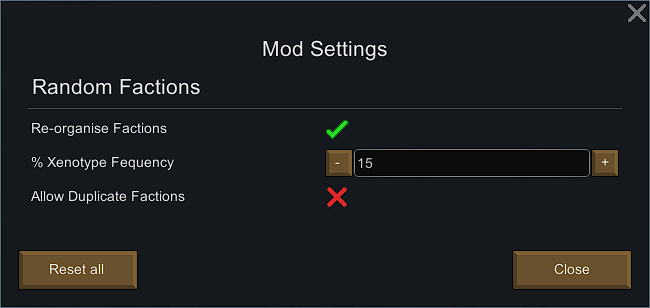 Mod Settings
Random Factions
Re-organise Factions
% Xenotype Fequency
- 15 +
Allow Duplicate Factions
Reset all
Close